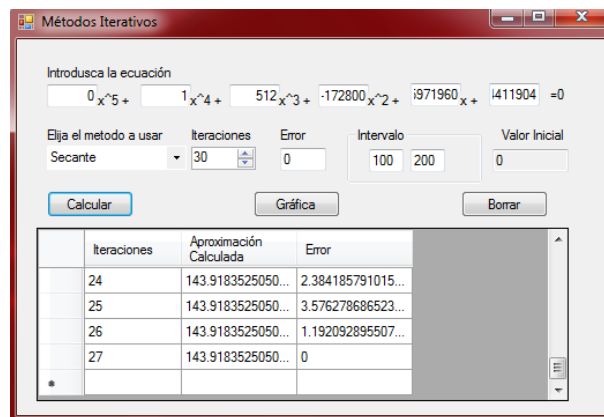 Métodos Iterativos
Introdusca la ecuación
0 x^5 + 1 x^4 + 512 x^3 + -172800 x^2 + 5971960 x + 4411904 =0
Elija el metodo a usar Iteraciones Error Intervalo Valor Inicial
Secante 30 0 100 200 0
Calcular Gráfica Borrar
Iteraciones Aproximación Calculada Error
24 143.9183525050... 2.384185791015...
25 143.9183525050... 3.576278686523...
26 143.9183525050... 1.192092895507...
27 143.9183525050... 0
*